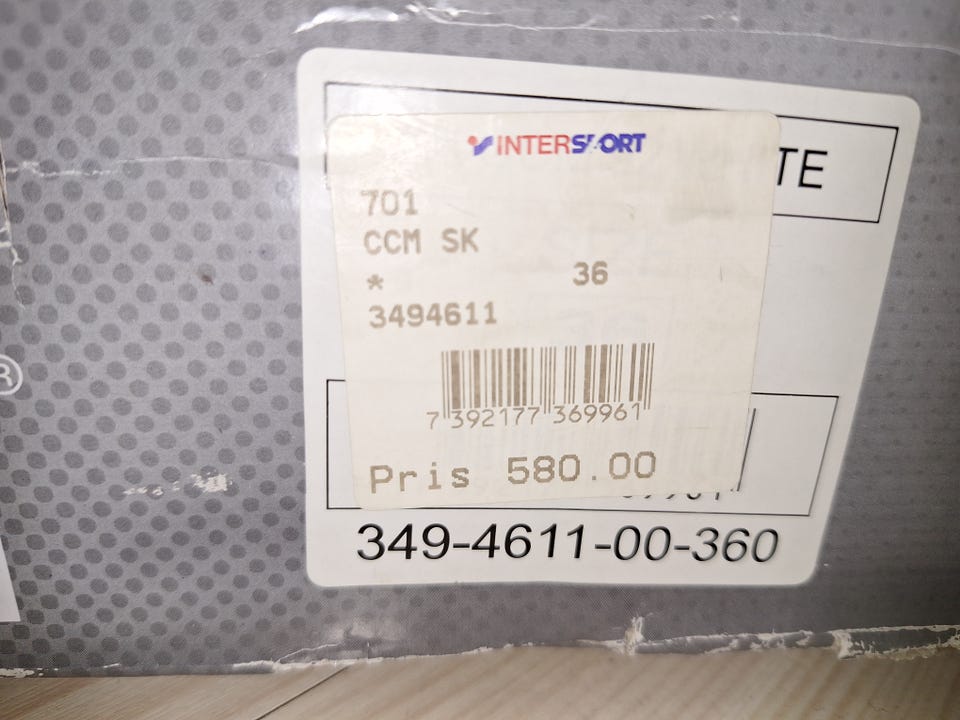 INTERSPORT
TE
701
CCM SK
* 36
3494611
7 392177 369961
Pris 580.00
349-4611-00-360
®